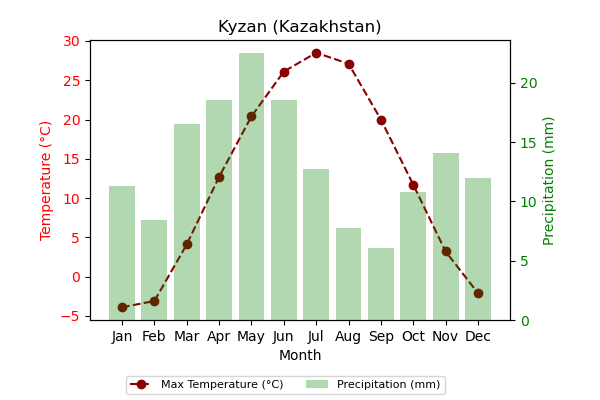 Kyzan (Kazakhstan)
30
25
20
15
10
5
0
−5
Temperature (°C)
20
15
10
5
0
Precipitation (mm)
Jan Feb Mar Apr May Jun Jul Aug Sep Oct Nov Dec
Month
Max Temperature (°C) Precipitation (mm)